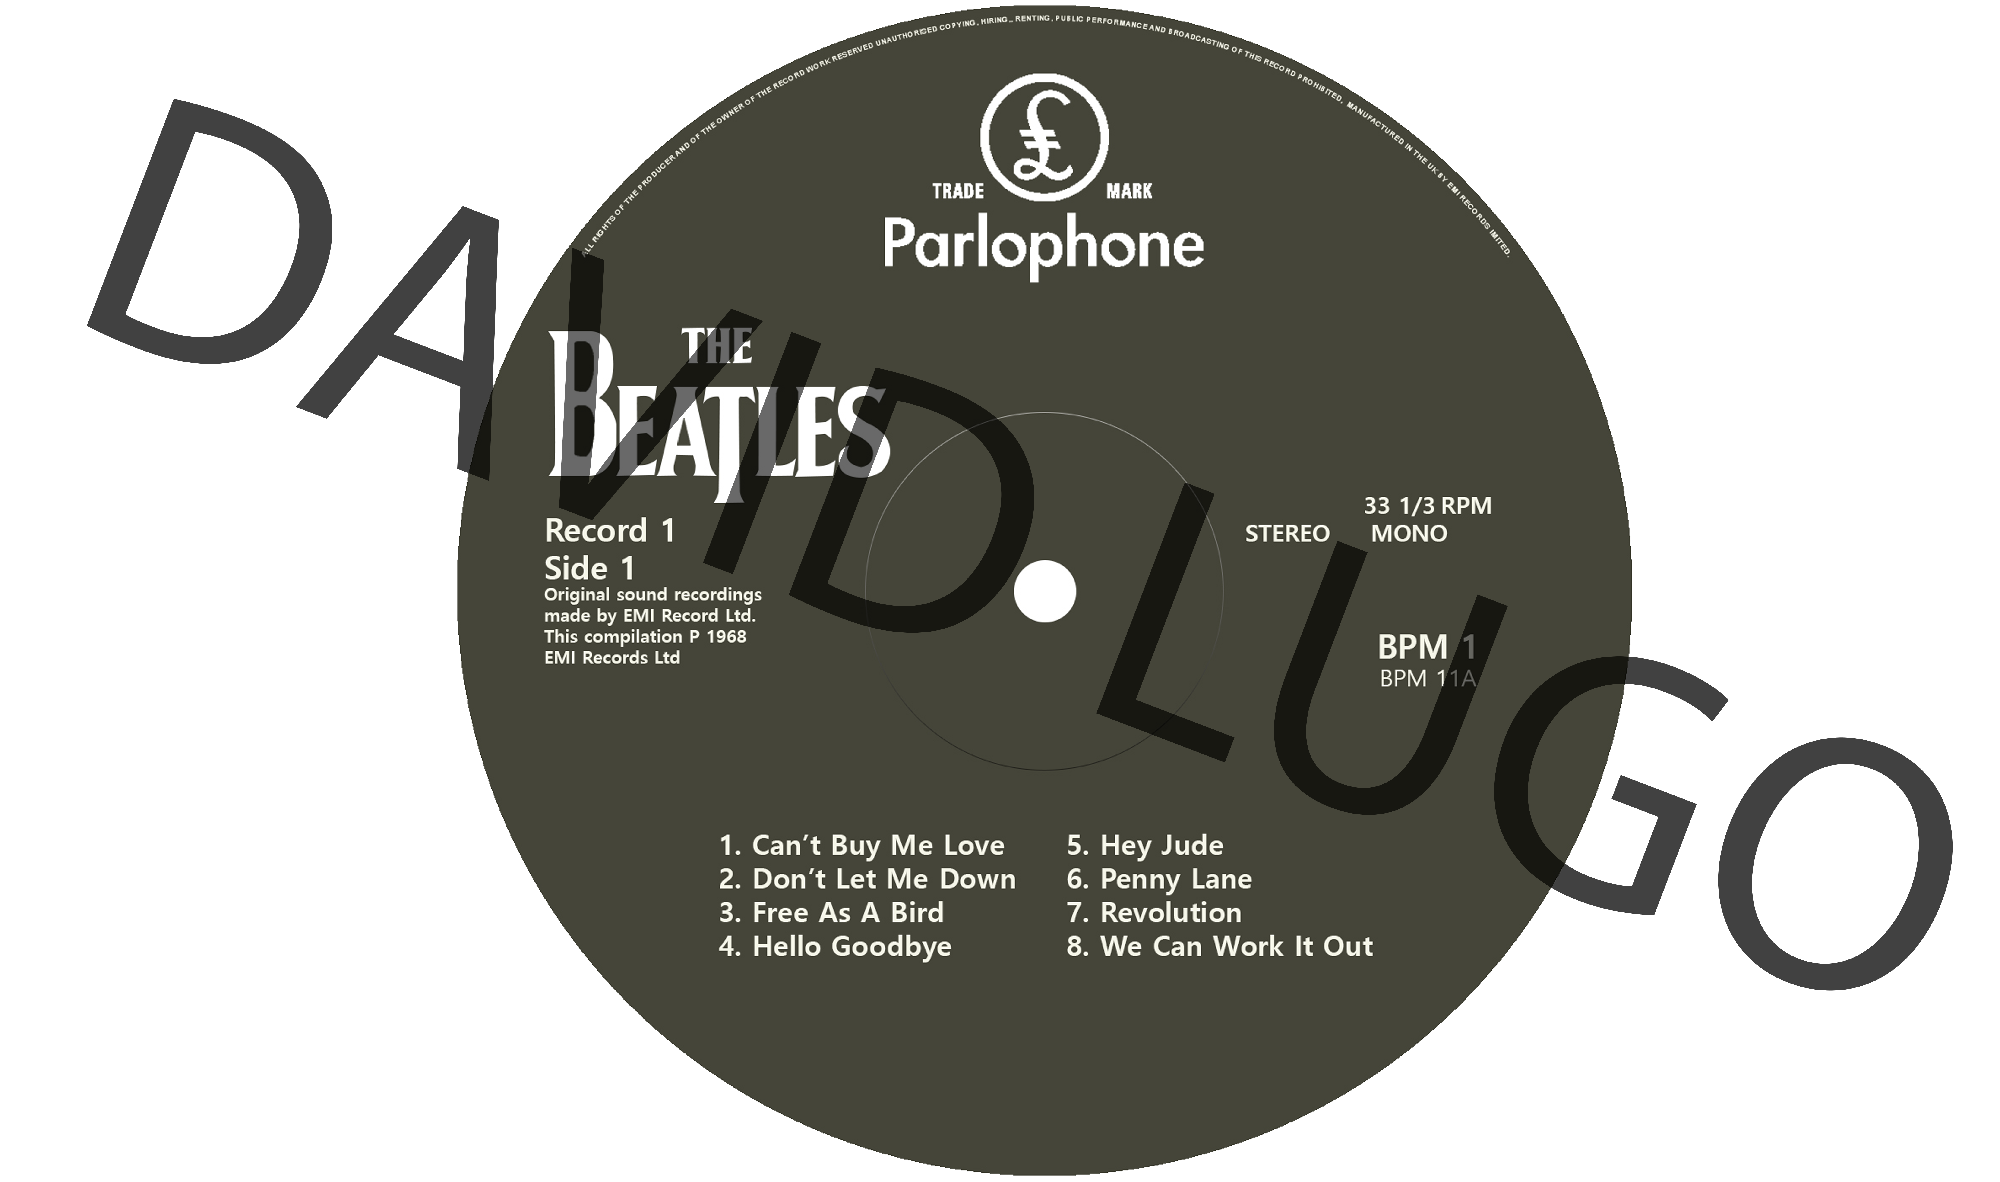 ALL RIGHTS OF THE PRODUCER AND OF THE OWNER OF THE RECORD WORK RESERVED UNAUTHORISED COPYING, HIRING_ RENTING, PUBLIC PERFORMANCE AND BROADCASTING OF THIS RECORD PROHIBITED, MANUFACTURED IN THE UK BY EMI RECORDS IMITED.
£
TRADE MARK
Parlophone
THE
BEATLES
DAVID LUGO
Record 1
Side 1
Original sound recordings
made by EMI Record Ltd.
This compilation P 1968
EMI Records Ltd
33 1/3 RPM
STEREO MONO
BPM 1
BPM 11A
1. Can’t Buy Me Love
2. Don’t Let Me Down
3. Free As A Bird
4. Hello Goodbye
5. Hey Jude
6. Penny Lane
7. Revolution
8. We Can Work It Out